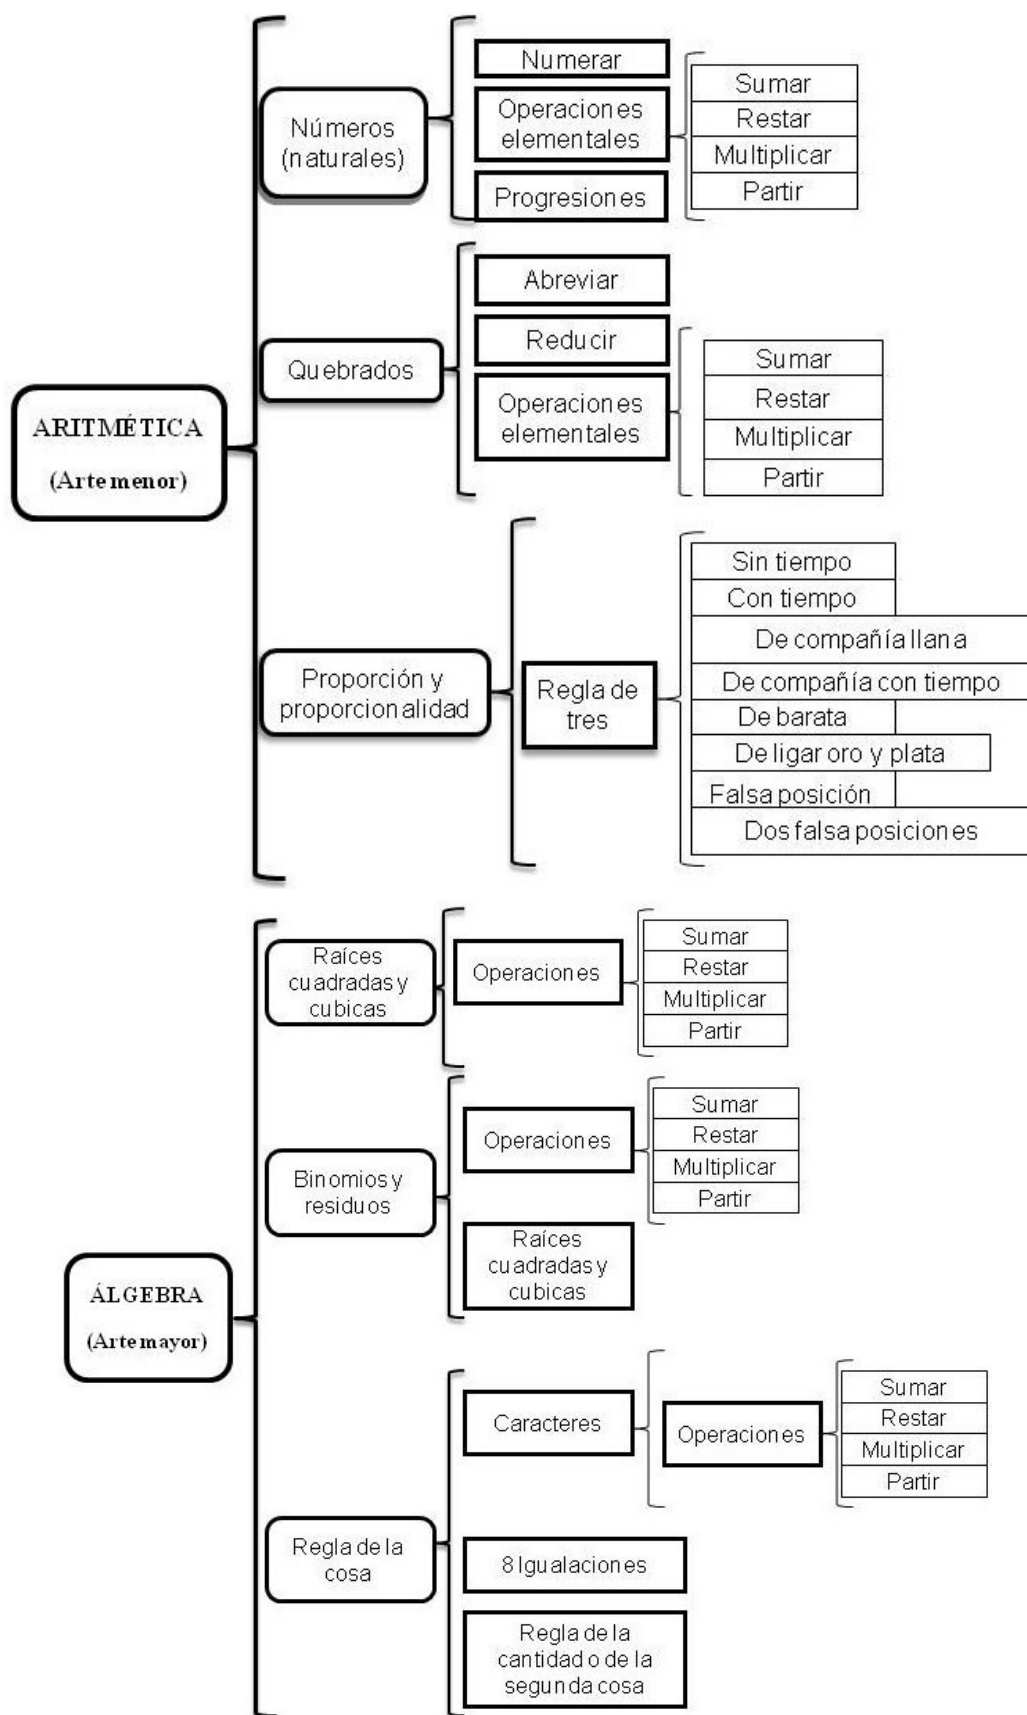 ARITMÉTICA
(Arte menor)
Números
(naturales)
Numerar
Operaciones
elementales
Sumar
Restar
Multiplicar
Partir
Progresiones
Quebrados
Abreviar
Reducir
Operaciones
elementales
Sumar
Restar
Multiplicar
Partir
Proporción y
proporcionalidad
Regla de
tres
Sin tiempo
Con tiempo
De compañía llana
De compañía con tiempo
De barata
De ligar oro y plata
Falsa posición
Dos falsa posiciones
ÁLGEBRA
(Arte mayor)
Raíces
cuadradas y
cubicas
Operaciones
Sumar
Restar
Multiplicar
Partir
Binomios y
residuos
Operaciones
Sumar
Restar
Multiplicar
Partir
Raíces
cuadradas y
cubicas
Regla de la
cosa
Caracteres
Operaciones
Sumar
Restar
Multiplicar
Partir
8 Igualaciones
Regla de la
cantidad o de la
segunda cosa